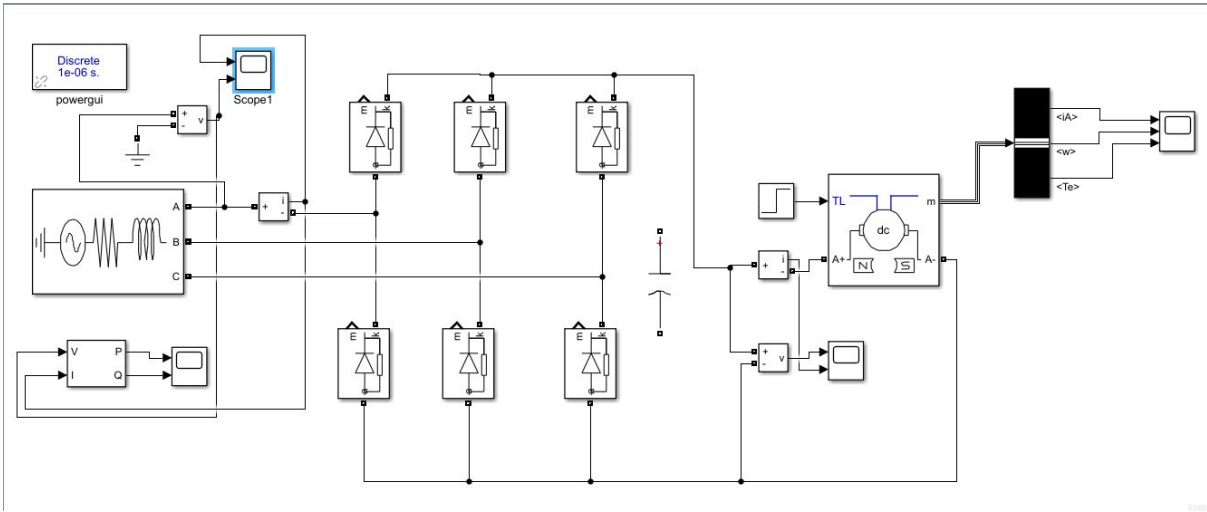 Discrete
1e-06 s.
powergui
Scope1
+
-
v
A
B
C
+
i
-
V
I
P
Q
m
k
a
m
k
a
m
k
a
m
k
a
m
k
a
m
k
a
+
+
i
-
+
-
v
TL
m
dc
A+
N
S
A-
<iA>
<w>
<Te>